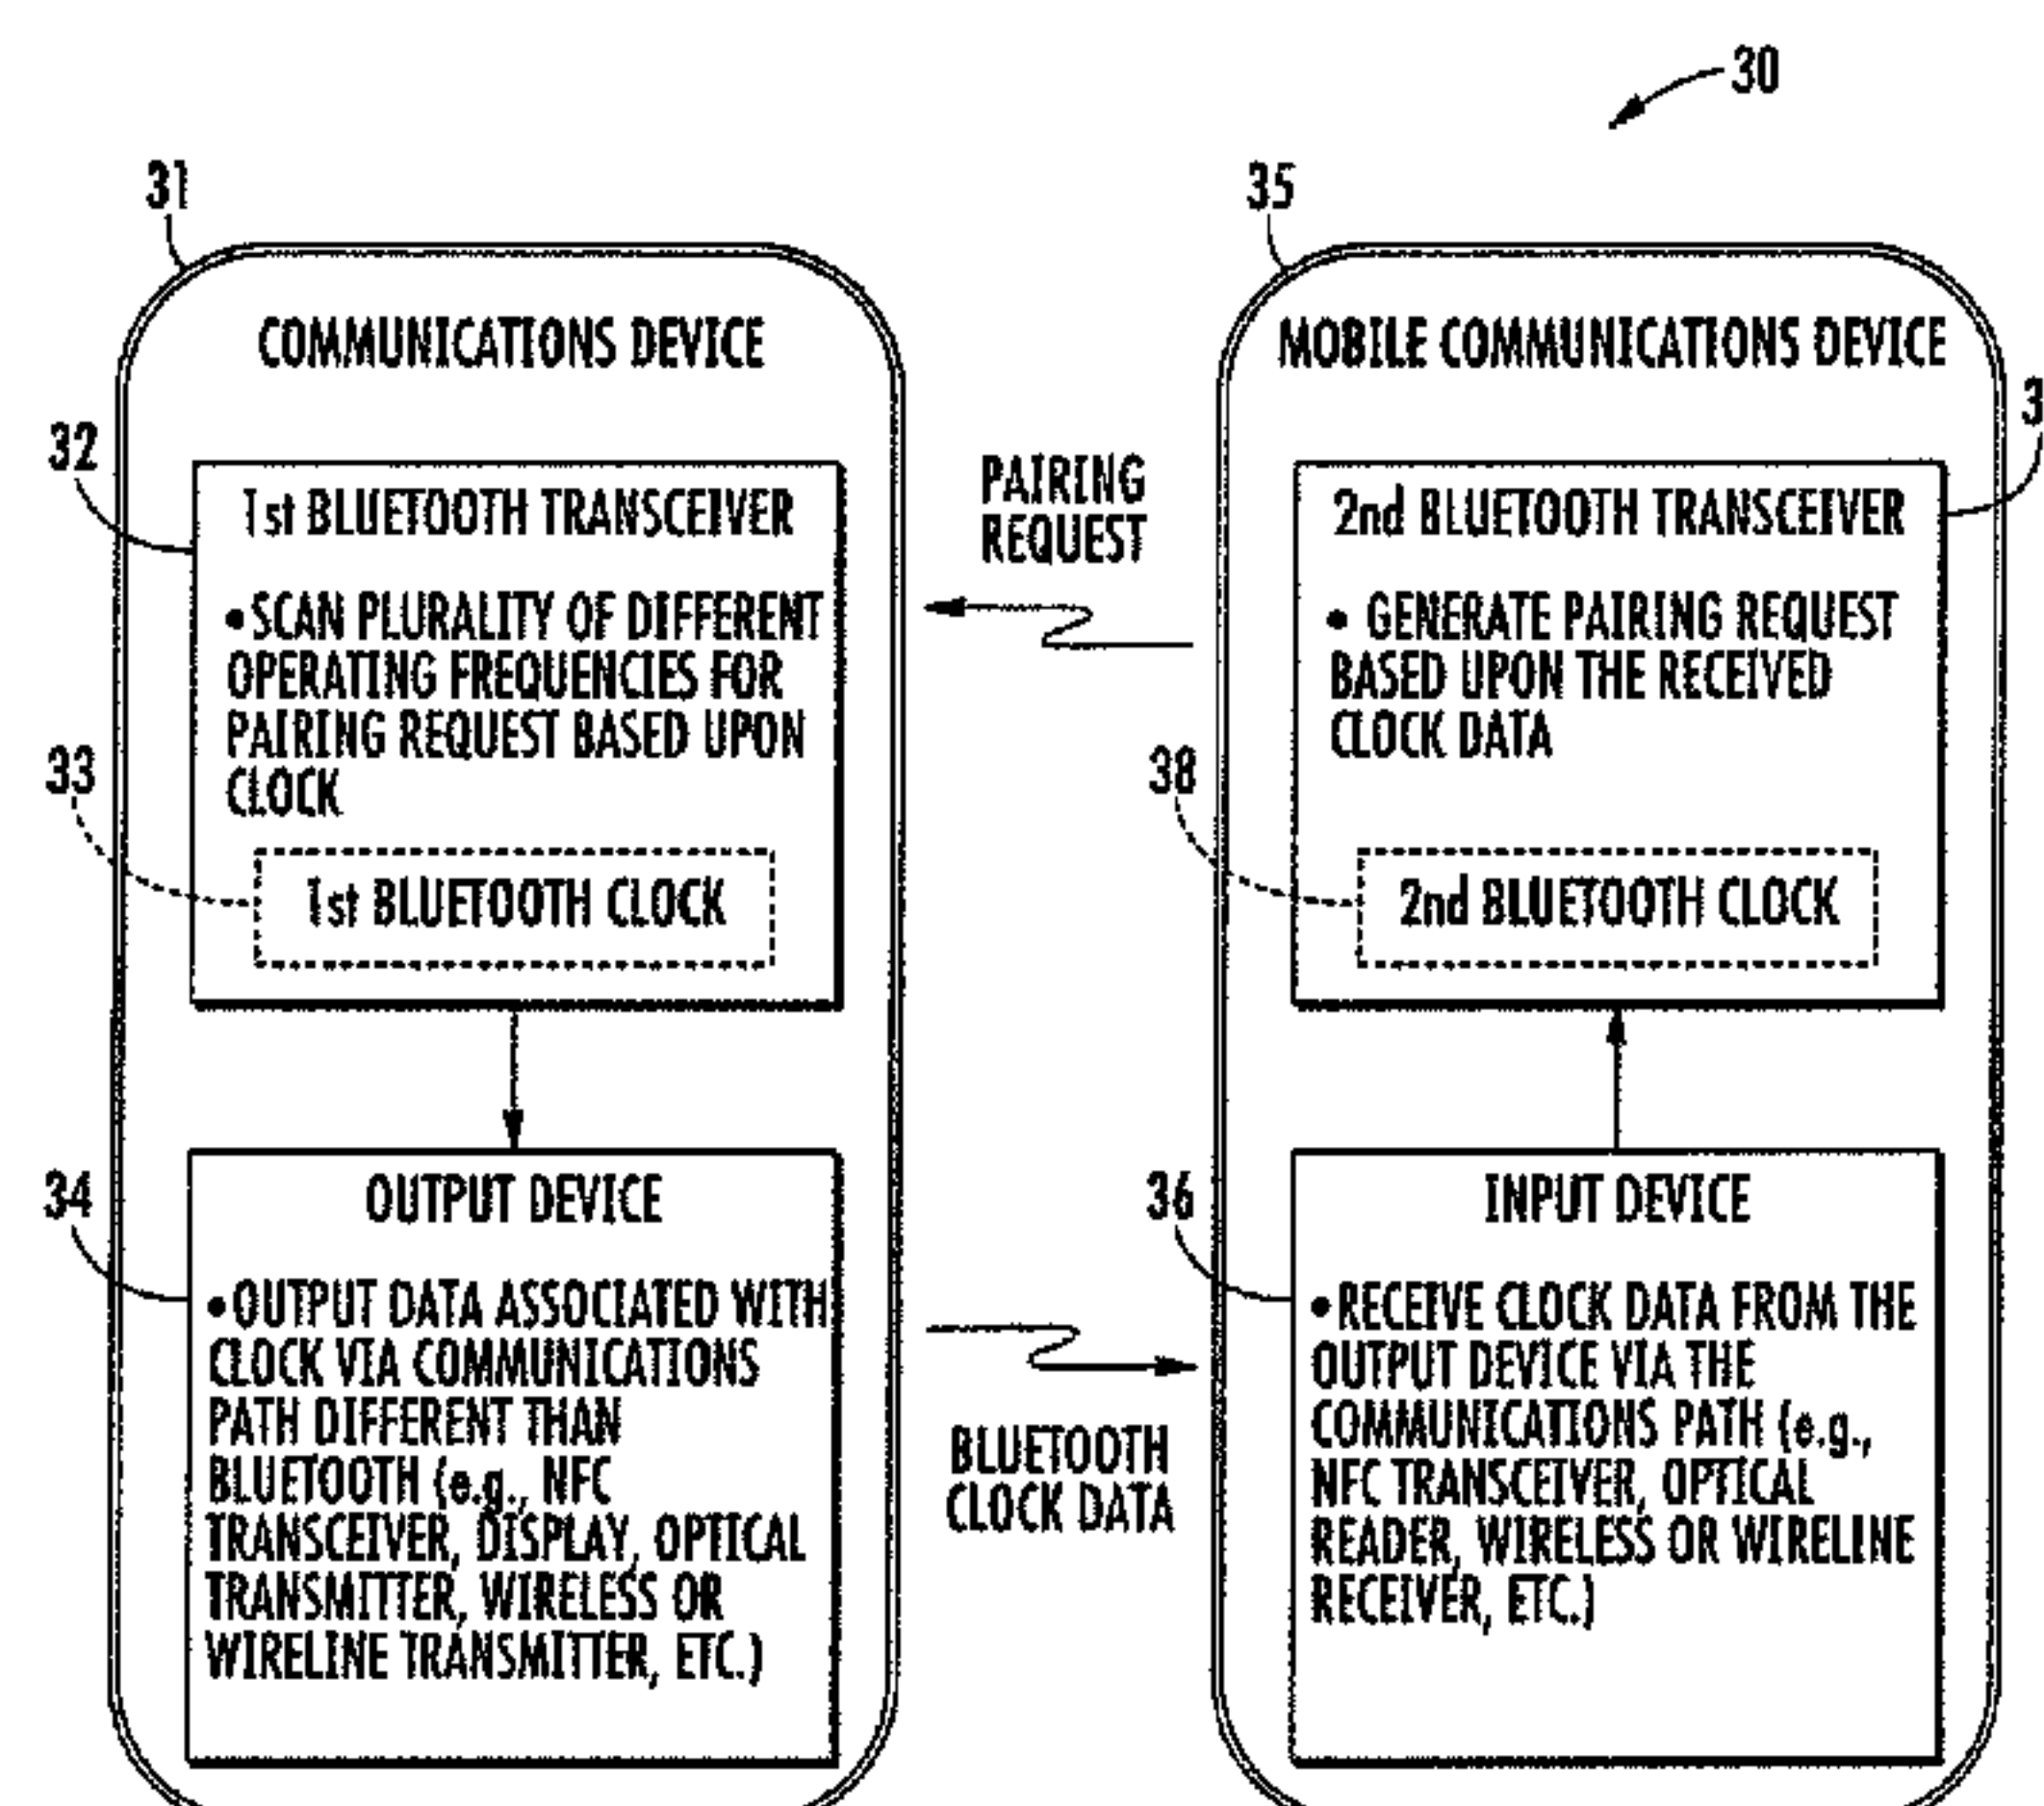 30
31
COMMUNICATIONS DEVICE
32
1st BLUETOOTH TRANSCEIVER
•SCAN PLURALITY OF DIFFERENT
OPERATING FREQUENCIES FOR
PAIRING REQUEST BASED UPON
CLOCK
33
1st BLUETOOTH CLOCK
34
OUTPUT DEVICE
•OUTPUT DATA ASSOCIATED WITH
CLOCK VIA COMMUNICATIONS
PATH DIFFERENT THAN
BLUETOOTH (e.g., NFC
TRANSCEIVER, DISPLAY, OPTICAL
TRANSMITTER, WIRELESS OR
WIRELINE TRANSMITTER, ETC.)
PAIRING
REQUEST
BLUETOOTH
CLOCK DATA
35
MOBILE COMMUNICATIONS DEVICE
2nd BLUETOOTH TRANSCEIVER
• GENERATE PAIRING REQUEST
BASED UPON THE RECEIVED
CLOCK DATA
38
2nd BLUETOOTH CLOCK
36
INPUT DEVICE
•RECEIVE CLOCK DATA FROM THE
OUTPUT DEVICE VIA THE
COMMUNICATIONS PATH (e.g.,
NFC TRANSCEIVER, OPTICAL
READER, WIRELESS OR WIRELINE
RECEIVER, ETC.)